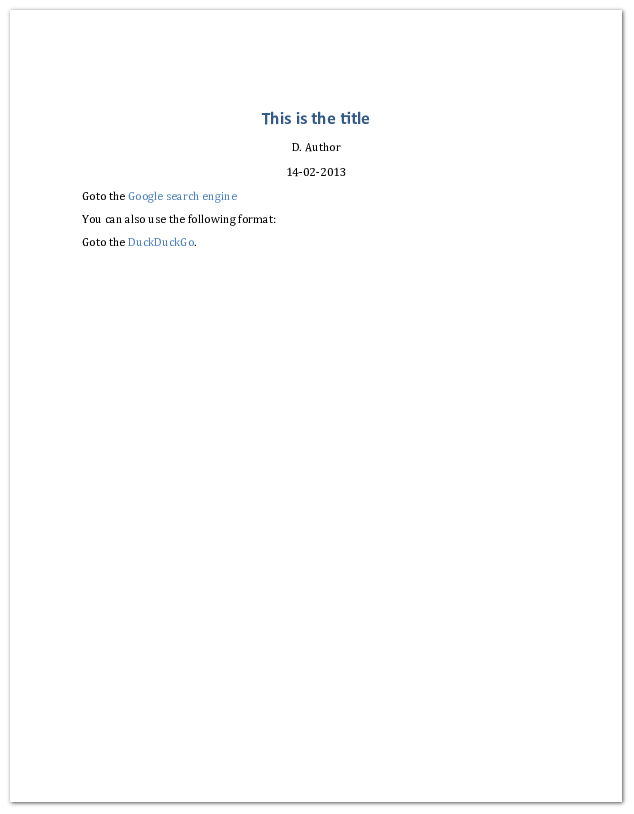 This is the title
D. Author
14-02-2013
Goto the Google search engine
You can also use the following format:
Goto the DuckDuckGo.